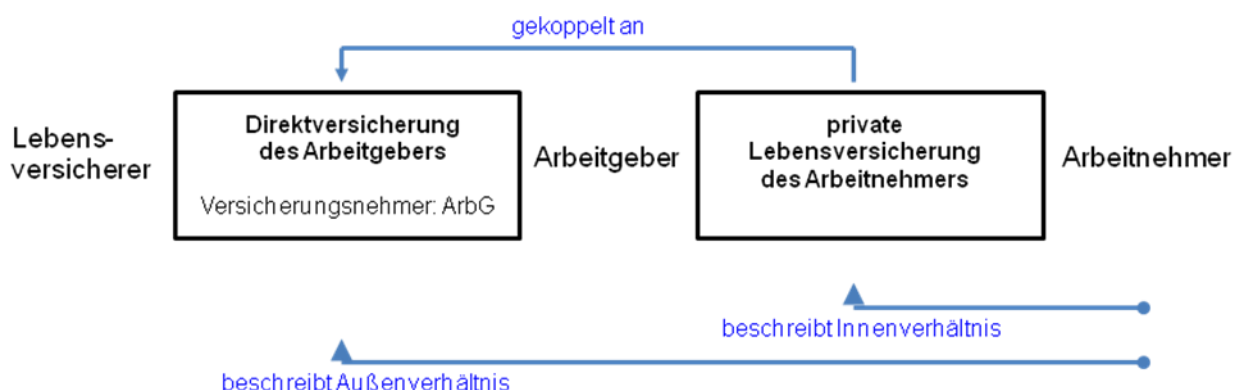 gekoppelt an
Lebens-
versicherer
Direktversicherung
des Arbeitgebers
Versicherungsnehmer: ArbG
Arbeitgeber
private
Lebensversicherung
des Arbeitnehmers
Arbeitnehmer
beschreibt Innenverhältnis
beschreibt Außenverhältnis